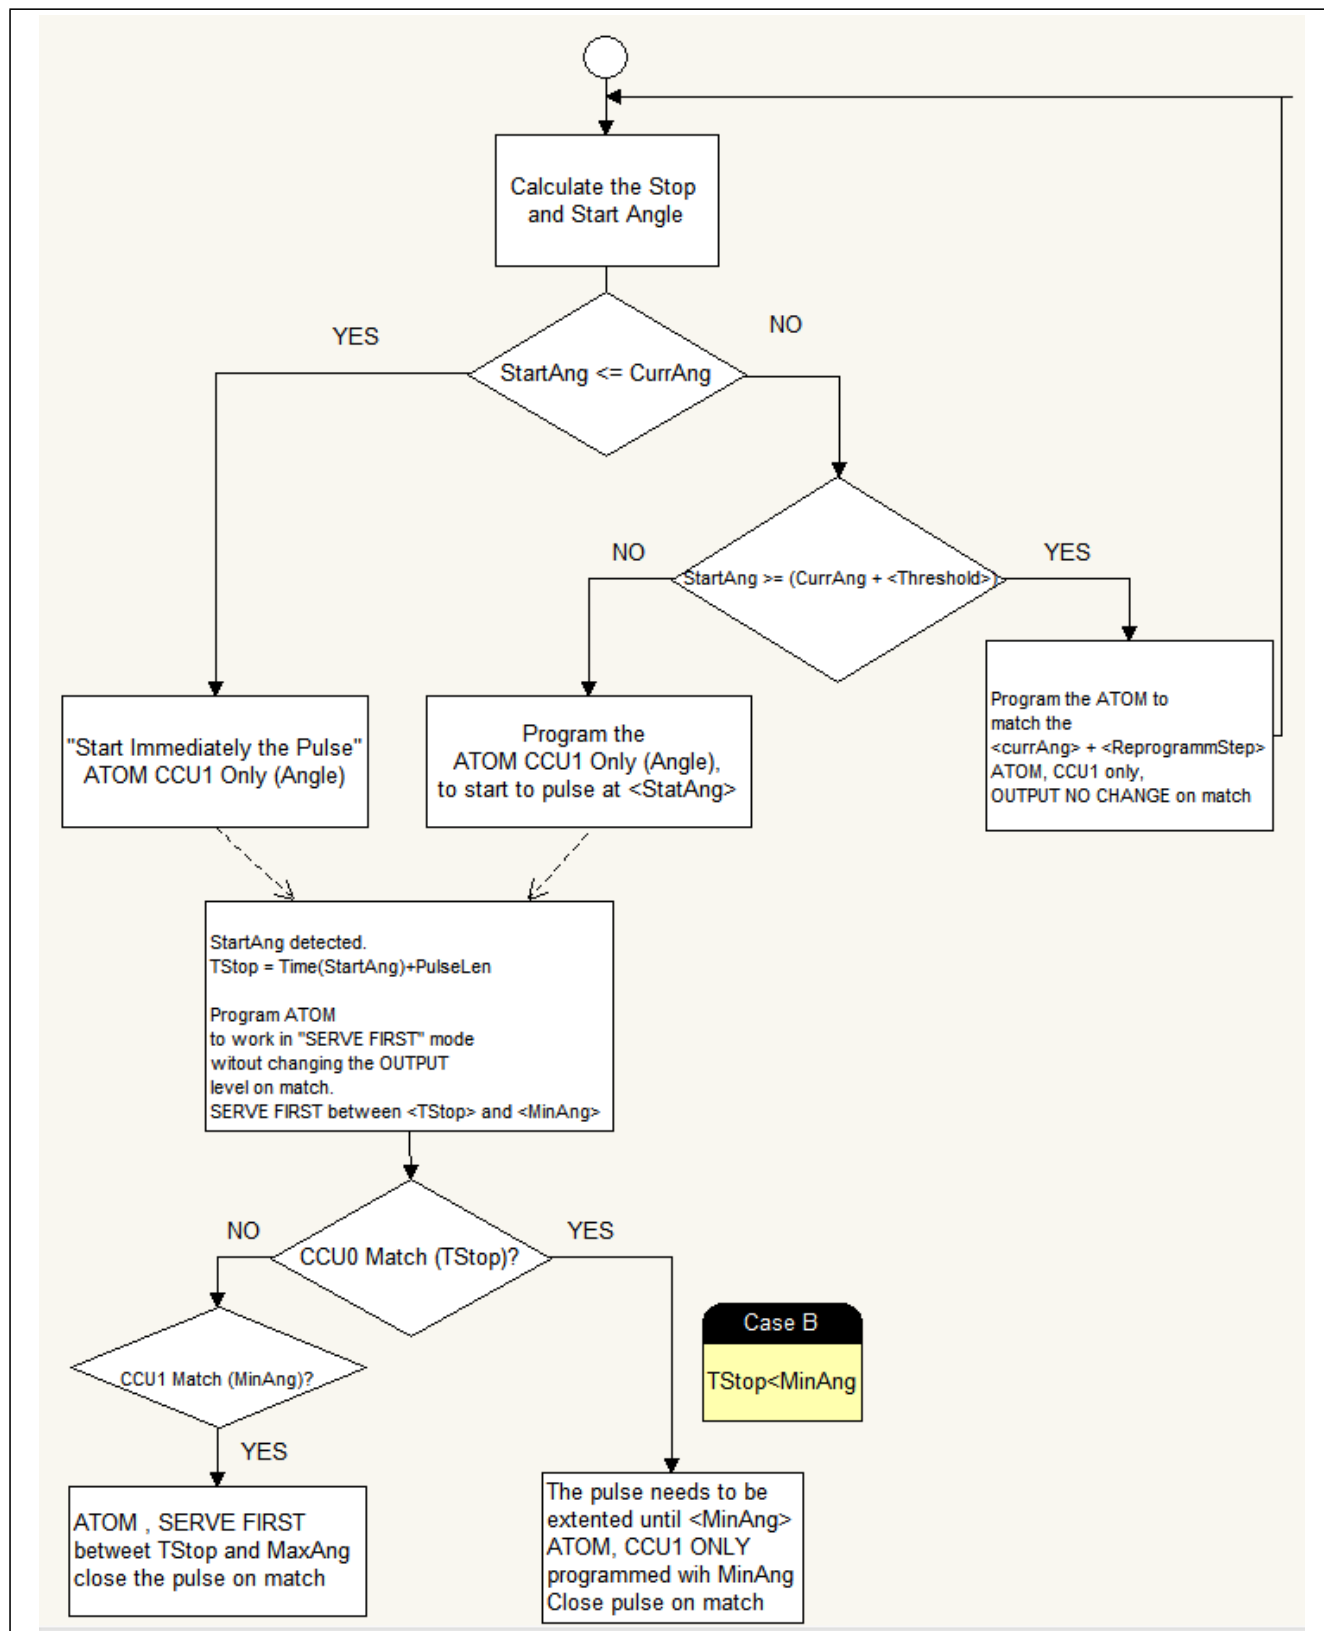 Calculate the Stop
and Start Angle
YES
NO
StartAng <= CurrAng
NO
YES
StartAng >= (CurrAng + <Threshold>)
"Start Immediately the Pulse"
ATOM CCU1 Only (Angle)
Program the
ATOM CCU1 Only (Angle),
to start to pulse at <StatAng>
Program the ATOM to
match the
<currAng> + <ReprogrammStep>
ATOM, CCU1 only,
OUTPUT NO CHANGE on match
StartAng detected.
TStop = Time(StartAng)+PulseLen
Program ATOM
to work in "SERVE FIRST" mode
witout changing the OUTPUT
level on match.
SERVE FIRST between <TStop> and <MinAng>
NO
YES
CCU0 Match (TStop)?
Case B
TStop<MinAng
CCU1 Match (MinAng)?
YES
ATOM , SERVE FIRST
betweet TStop and MaxAng
close the pulse on match
The pulse needs to be
extented until <MinAng>
ATOM, CCU1 ONLY
programmed wih MinAng
Close pulse on match